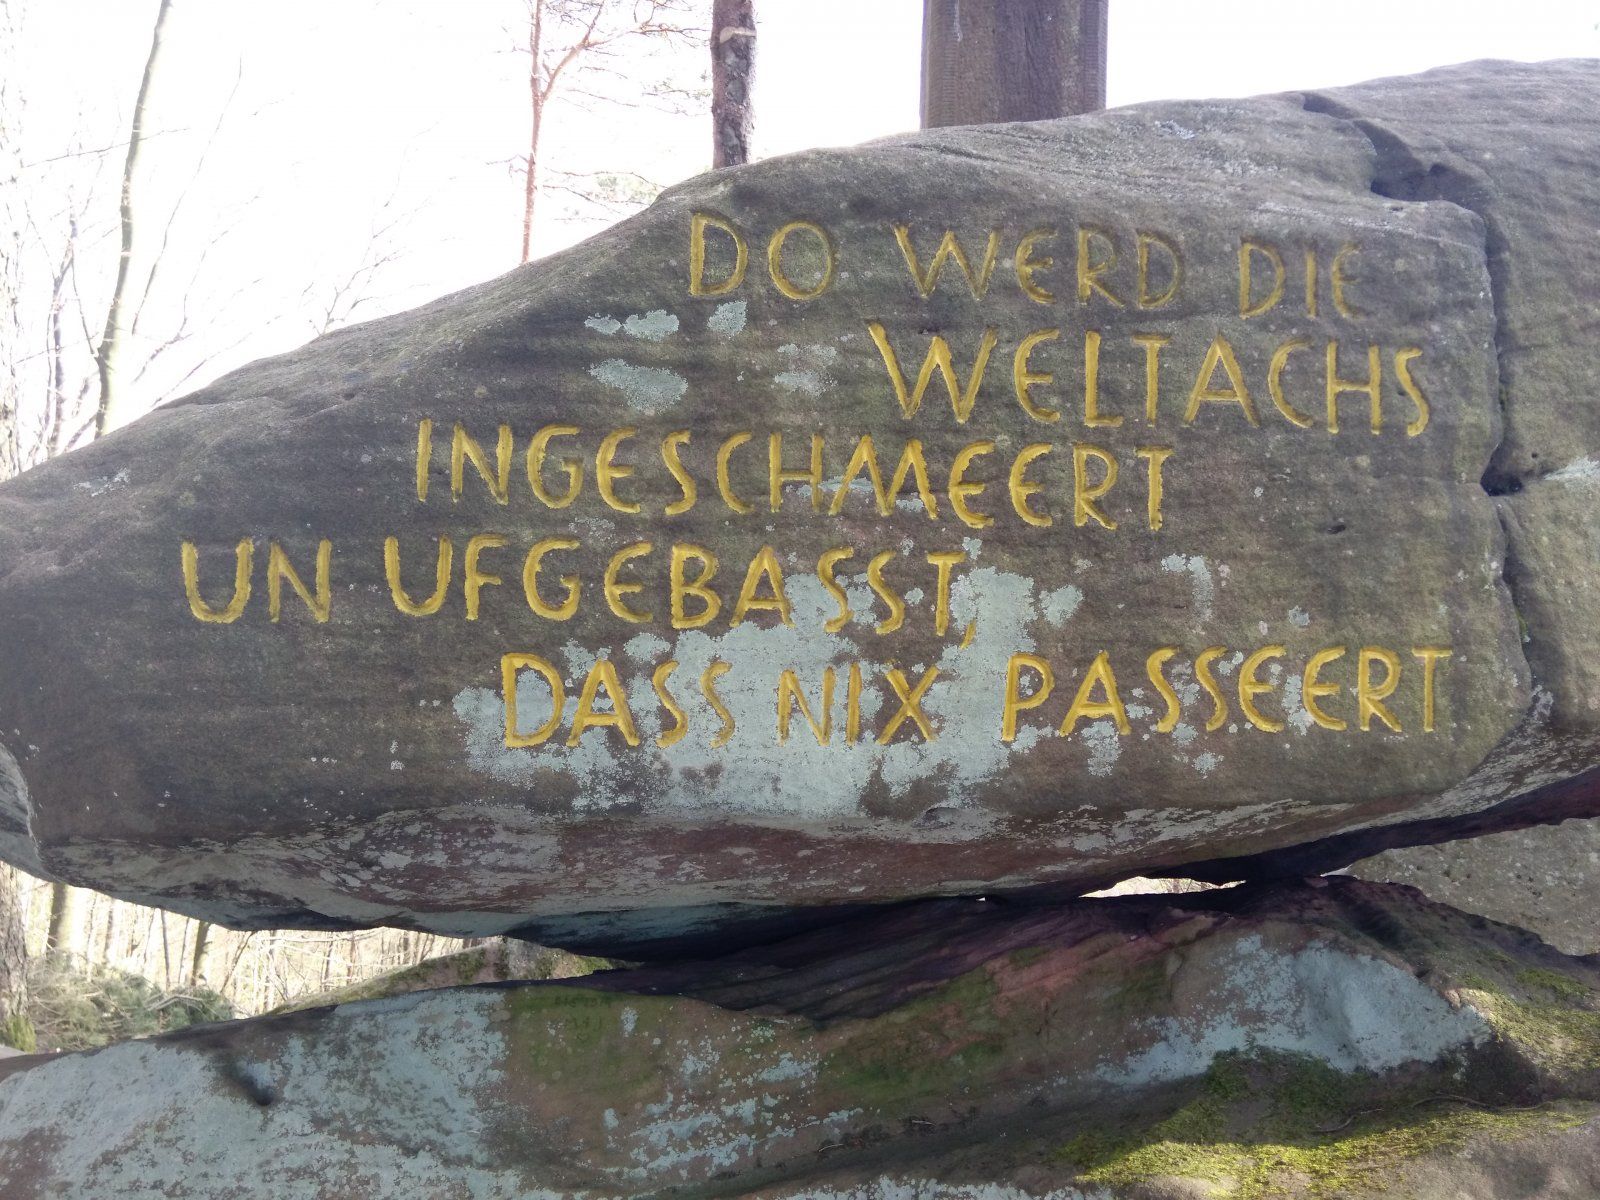 DO WERD DIE
WELTACHS
INGESCHMEERT
UN UFGEBASST,
DASS NIX PASSEERT